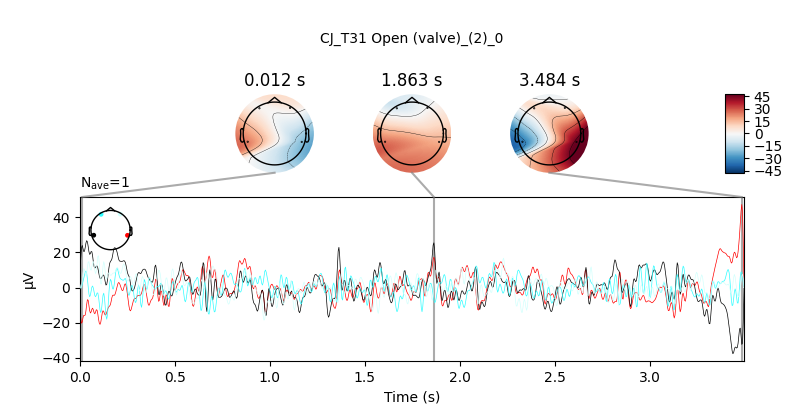 CJ_T31 Open (valve)_(2)_0
0.012 s 1.863 s 3.484 s
45
30
15
0
−15
−30
−45
Nave=1
40
20
0
−20
−40
µV
0.0 0.5 1.0 1.5 2.0 2.5 3.0
Time (s)